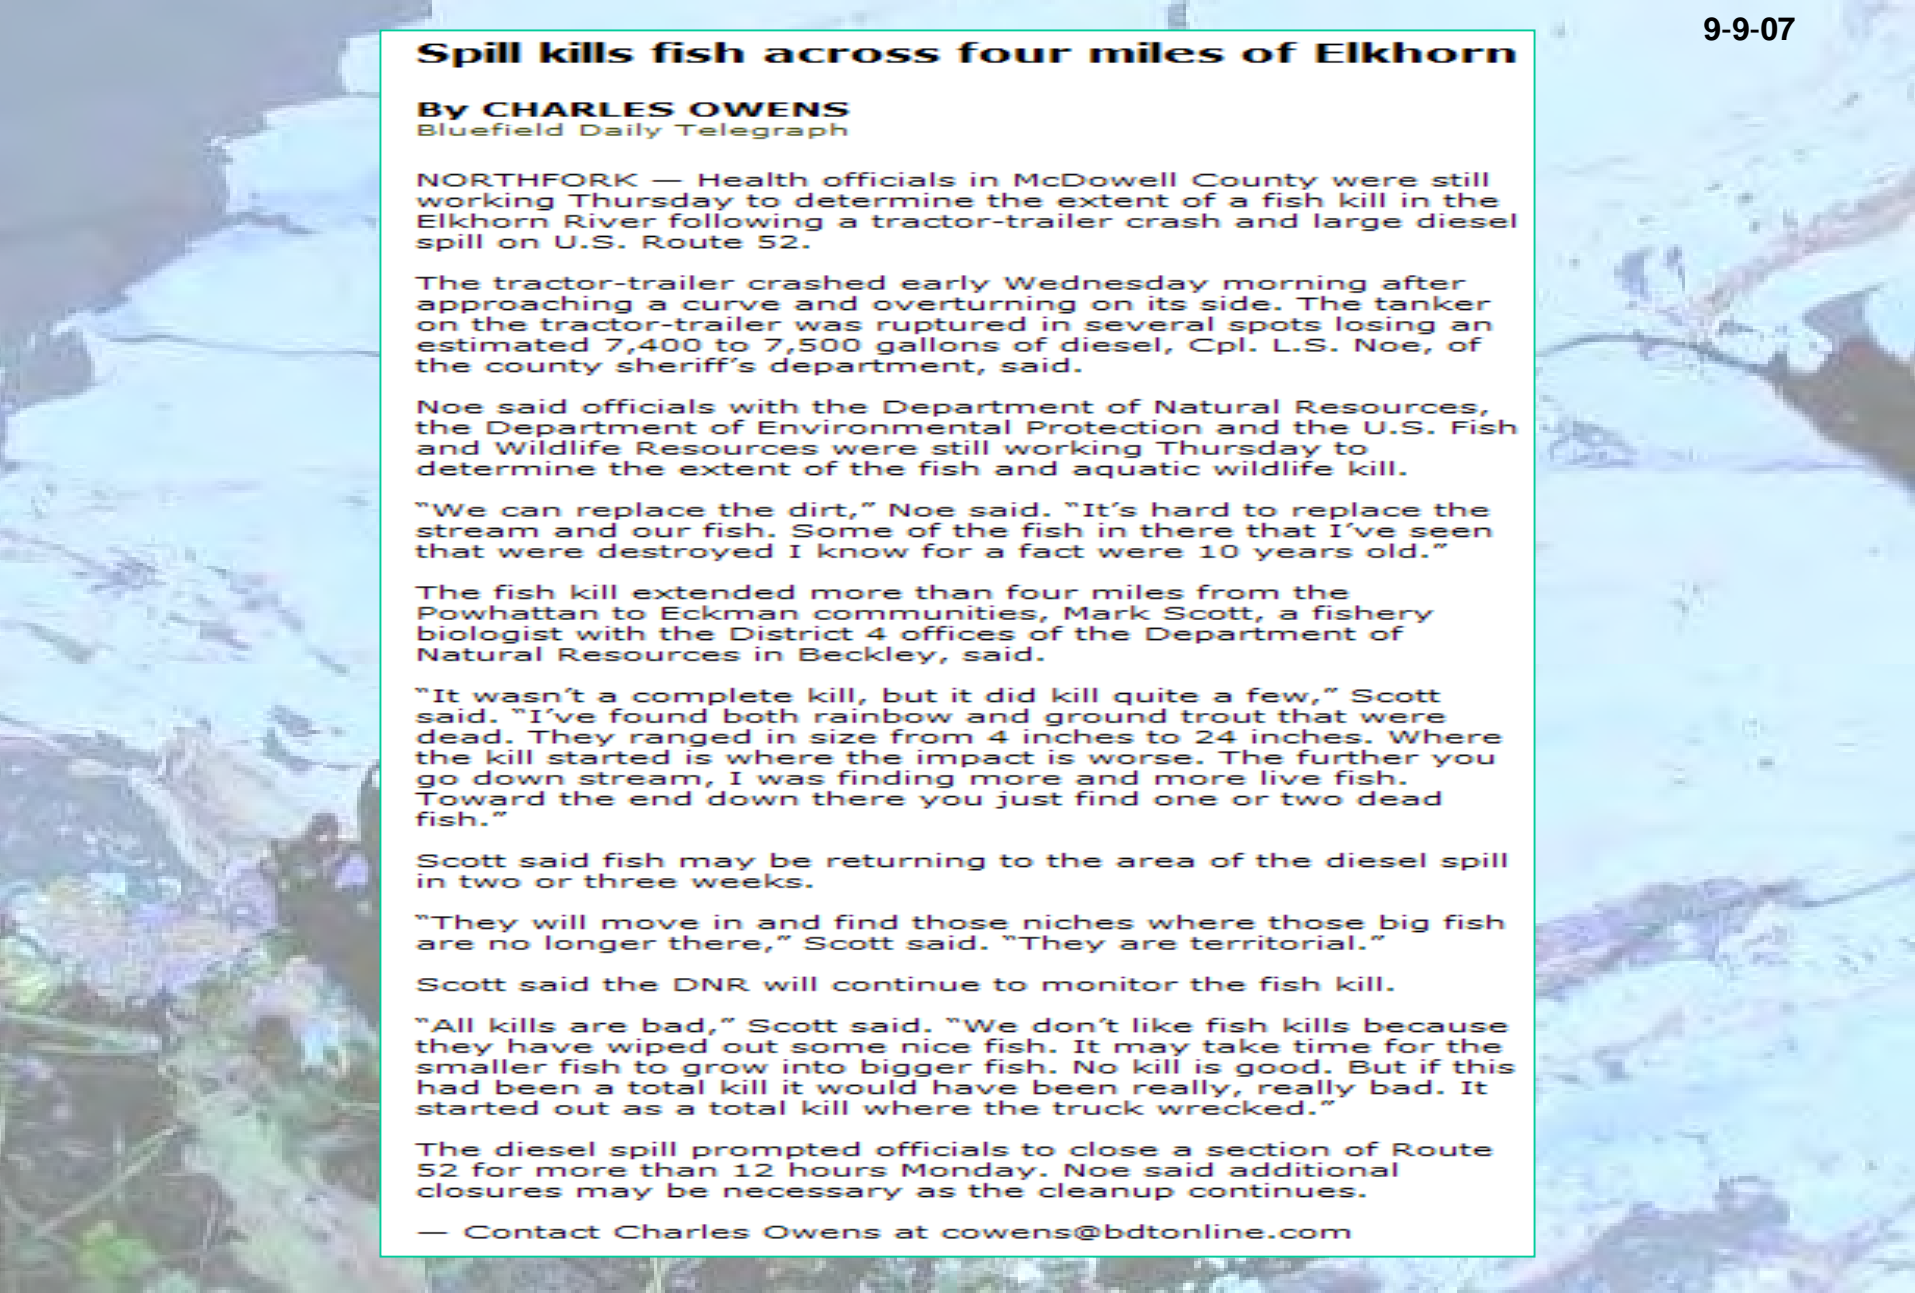 9-9-07
Spill kills fish across four miles of Elkhorn
By CHARLES OWENS
Bluefield Daily Telegraph
NORTHFORK — Health officials in McDowell County were still
working Thursday to determine the extent of a fish kill in the
Elkhorn River following a tractor-trailer crash and large diesel
spill on U.S. Route 52.
The tractor-trailer crashed early Wednesday morning after
approaching a curve and overturning on its side. The tanker
on the tractor-trailer was ruptured in several spots losing an
estimated 7,400 to 7,500 gallons of diesel, Cpl. L.S. Noe, of
the county sheriff’s department, said.
Noe said officials with the Department of Natural Resources,
the Department of Environmental Protection and the U.S. Fish
and Wildlife Resources were still working Thursday to
determine the extent of the fish and aquatic wildlife kill.
“We can replace the dirt,” Noe said. “It’s hard to replace the
stream and our fish. Some of the fish in there that I’ve seen
that were destroyed I know for a fact were 10 years old.”
The fish kill extended more than four miles from the
Powhattan to Eckman communities, Mark Scott, a fishery
biologist with the District 4 offices of the Department of
Natural Resources in Beckley, said.
“It wasn’t a complete kill, but it did kill quite a few,” Scott
said. “I’ve found both rainbow and ground trout that were
dead. They ranged in size from 4 inches to 24 inches. Where
the kill started is where the impact is worse. The further you
go down stream, I was finding more and more live fish.
Toward the end down there you just find one or two dead
fish.”
Scott said fish may be returning to the area of the diesel spill
in two or three weeks.
“They will move in and find those niches where those big fish
are no longer there,” Scott said. “They are territorial.”
Scott said the DNR will continue to monitor the fish kill.
“All kills are bad,” Scott said. “We don’t like fish kills because
they have wiped out some nice fish. It may take time for the
smaller fish to grow into bigger fish. No kill is good. But if this
had been a total kill it would have been really, really bad. It
started out as a total kill where the truck wrecked.”
The diesel spill prompted officials to close a section of Route
52 for more than 12 hours Monday. Noe said additional
closures may be necessary as the cleanup continues.
— Contact Charles Owens at cowens@bdtonline.com